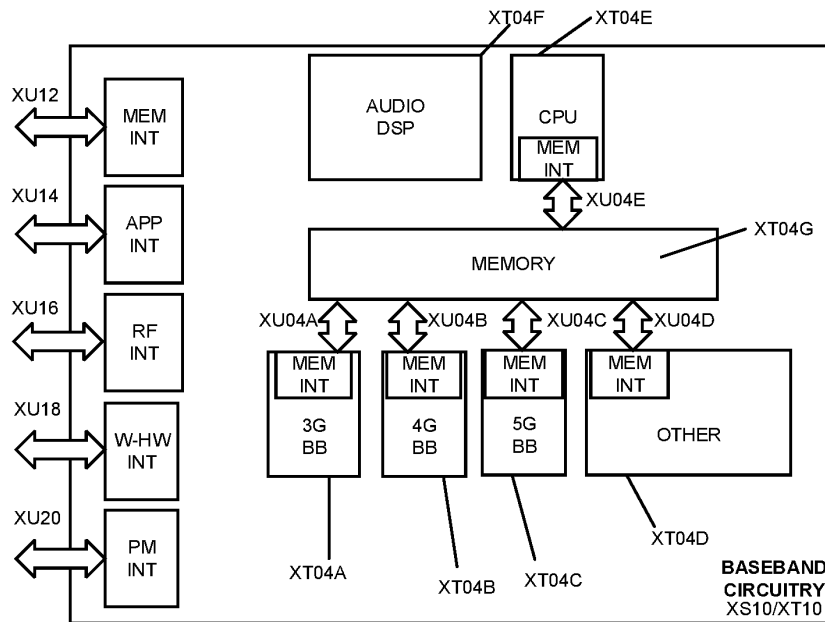 XT04F
XT04E
XU12
MEM
INT
AUDIO
DSP
CPU
MEM
INT
XU14
APP
INT
XU04E
XT04G
MEMORY
XU16
RF
INT
XU04A
XU04B
XU04C
XU04D
MEM
INT
MEM
INT
MEM
INT
MEM
INT
3G
BB
4G
BB
5G
BB
OTHER
XU18
W-HW
INT
XU20
PM
INT
XT04A
XT04B
XT04C
XT04D
BASEBAND
CIRCUITRY
XS10/XT10